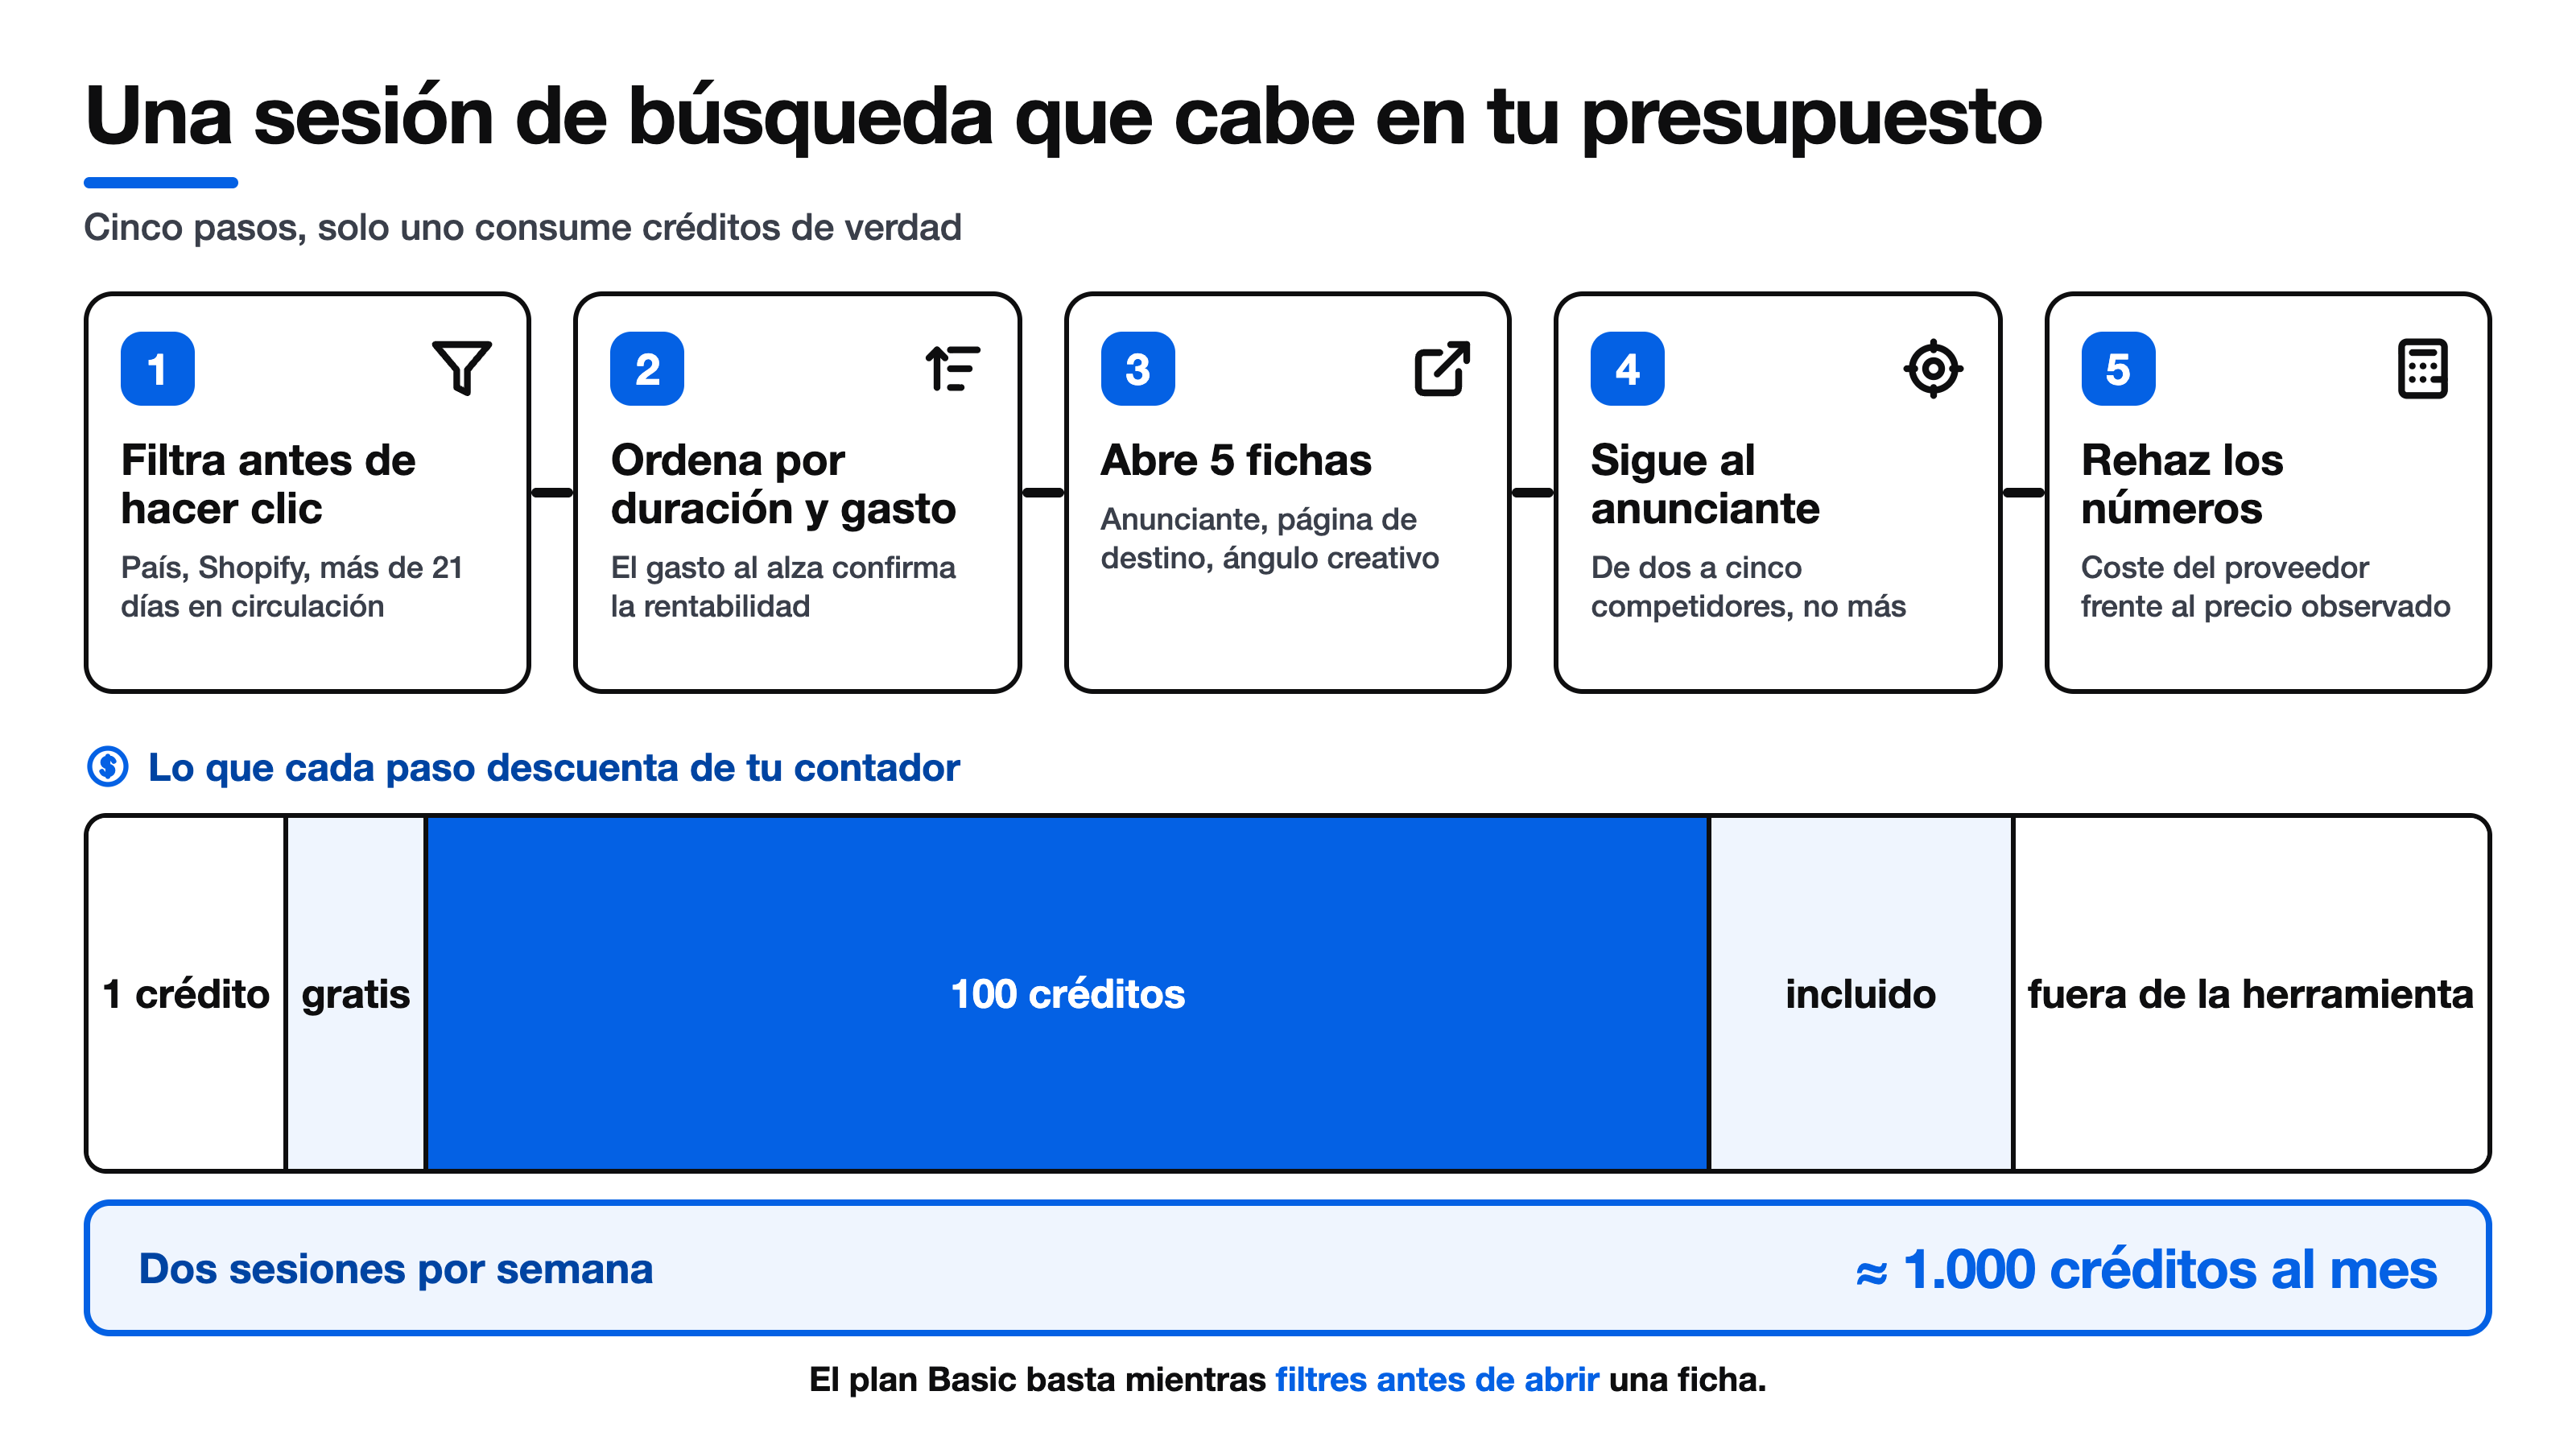 Una sesión de búsqueda que cabe en tu presupuesto
Cinco pasos, solo uno consume créditos de verdad
1
Filtra antes de
hacer clic
País, Shopify, más de 21
días en circulación
2
Ordena por
duración y gasto
El gasto al alza confirma
la rentabilidad
3
Abre 5 fichas
Anunciante, página de
destino, ángulo creativo
4
Sigue al
anunciante
De dos a cinco
competidores, no más
5
Rehaz los
números
Coste del proveedor
frente al precio observado
$ Lo que cada paso descuenta de tu contador
1 crédito
gratis
100 créditos
incluido
fuera de la herramienta
Dos sesiones por semana
≈ 1.000 créditos al mes
El plan Basic basta mientras filtres antes de abrir una ficha.